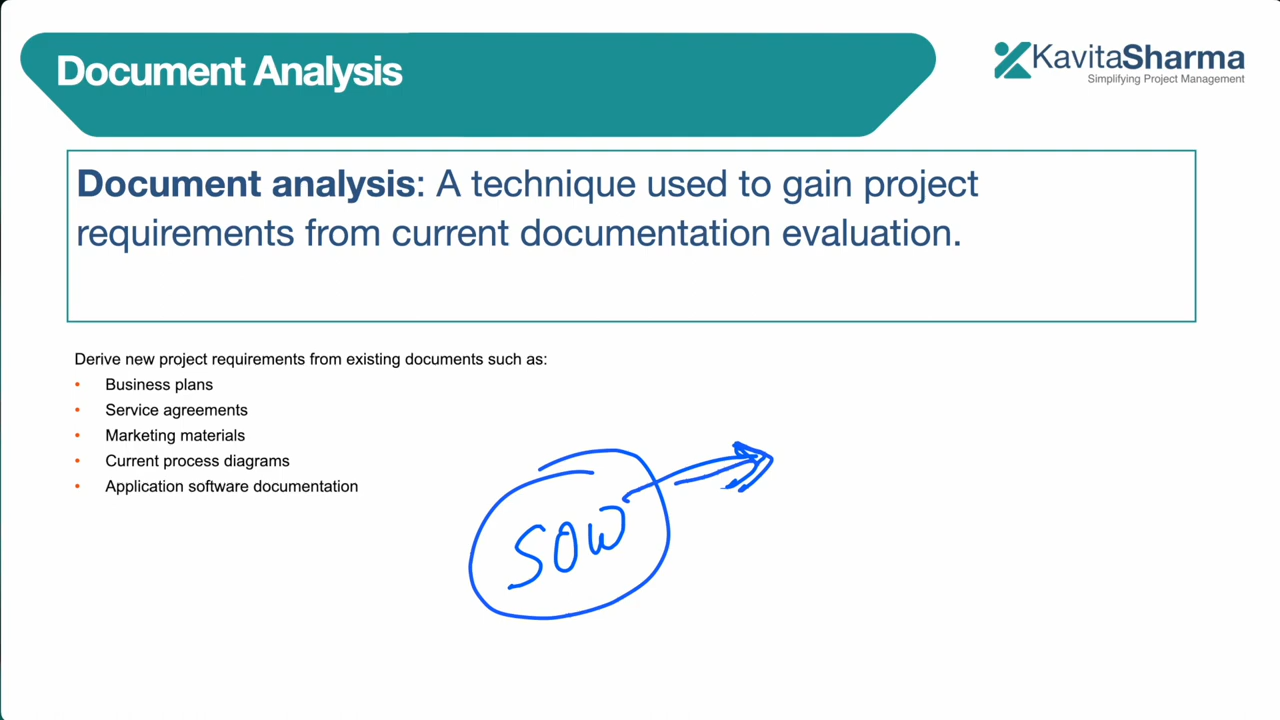 Document Analysis
KavitaSharma
Simplifying Project Management
Document analysis: A technique used to gain project
requirements from current documentation evaluation.
Derive new project requirements from existing documents such as:
• Business plans
• Service agreements
• Marketing materials
• Current process diagrams
• Application software documentation
SOW